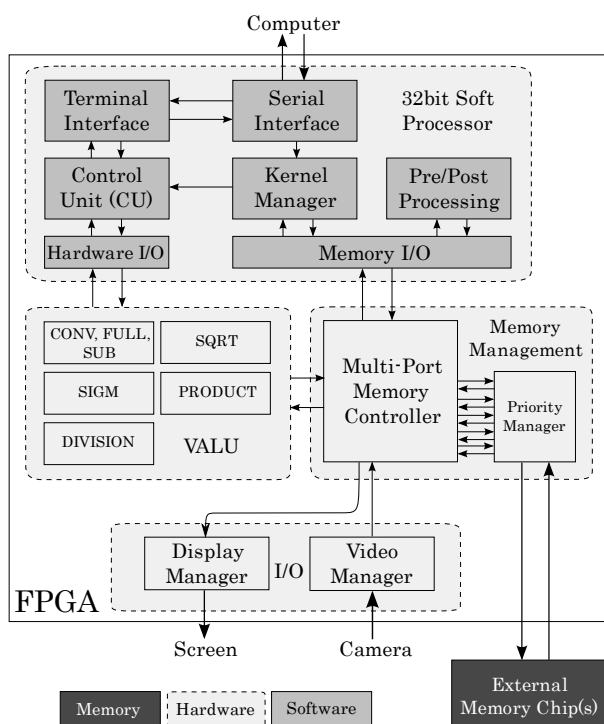 Computer
Terminal
Interface
Serial
Interface
32bit Soft
Processor
Control
Unit (CU)
Kernel
Manager
Pre/Post
Processing
Hardware I/O
Memory I/O
CONV, FULL,
SUB
SQRT
SIGM
PRODUCT
DIVISION
VALU
Multi-Port
Memory
Controller
Memory
Management
Priority
Manager
Display
Manager
I/O
Video
Manager
FPGA
Screen
Camera
External
Memory Chip(s)
Memory
Hardware
Software